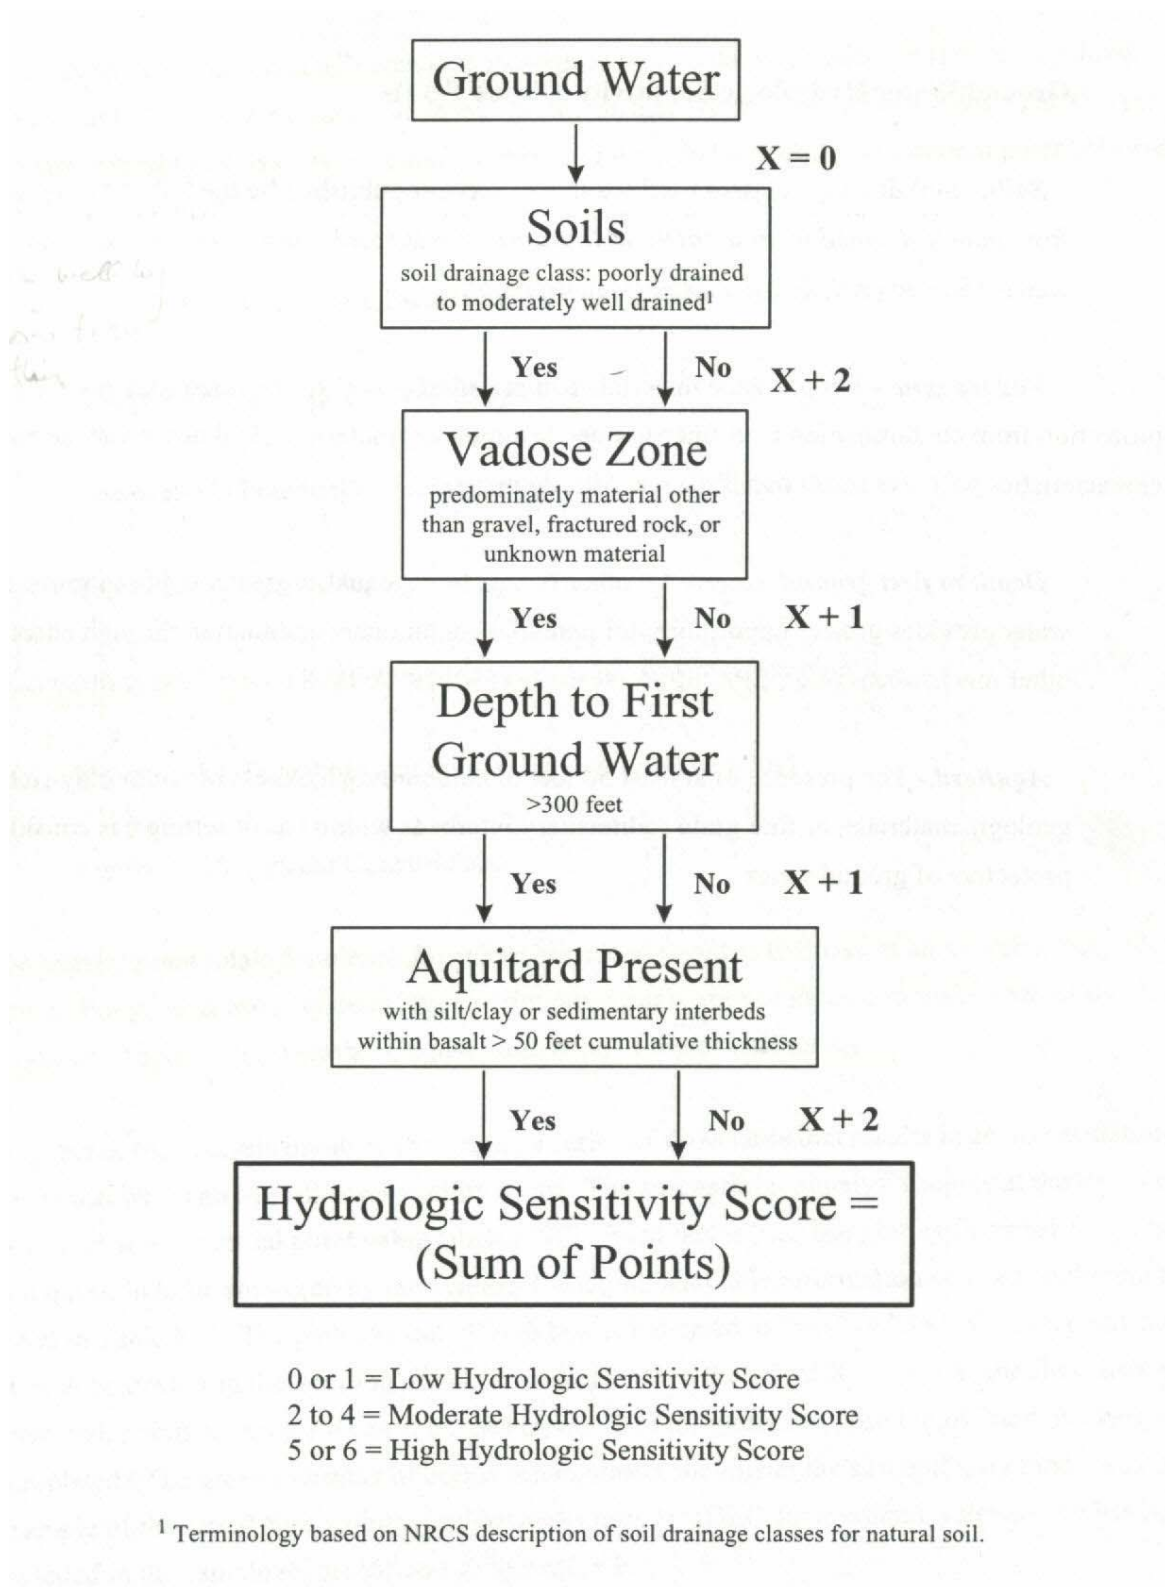 Ground Water
X = 0
Soils
soil drainage class: poorly drained
to moderately well drained¹
Yes No X + 2
Vadose Zone
predominately material other
than gravel, fractured rock, or
unknown material
Yes No X + 1
Depth to First
Ground Water
>300 feet
Yes No X + 1
Aquitard Present
with silt/clay or sedimentary interbeds
within basalt > 50 feet cumulative thickness
Yes No X + 2
Hydrologic Sensitivity Score =
(Sum of Points)
0 or 1 = Low Hydrologic Sensitivity Score
2 to 4 = Moderate Hydrologic Sensitivity Score
5 or 6 = High Hydrologic Sensitivity Score
¹ Terminology based on NRCS description of soil drainage classes for natural soil.